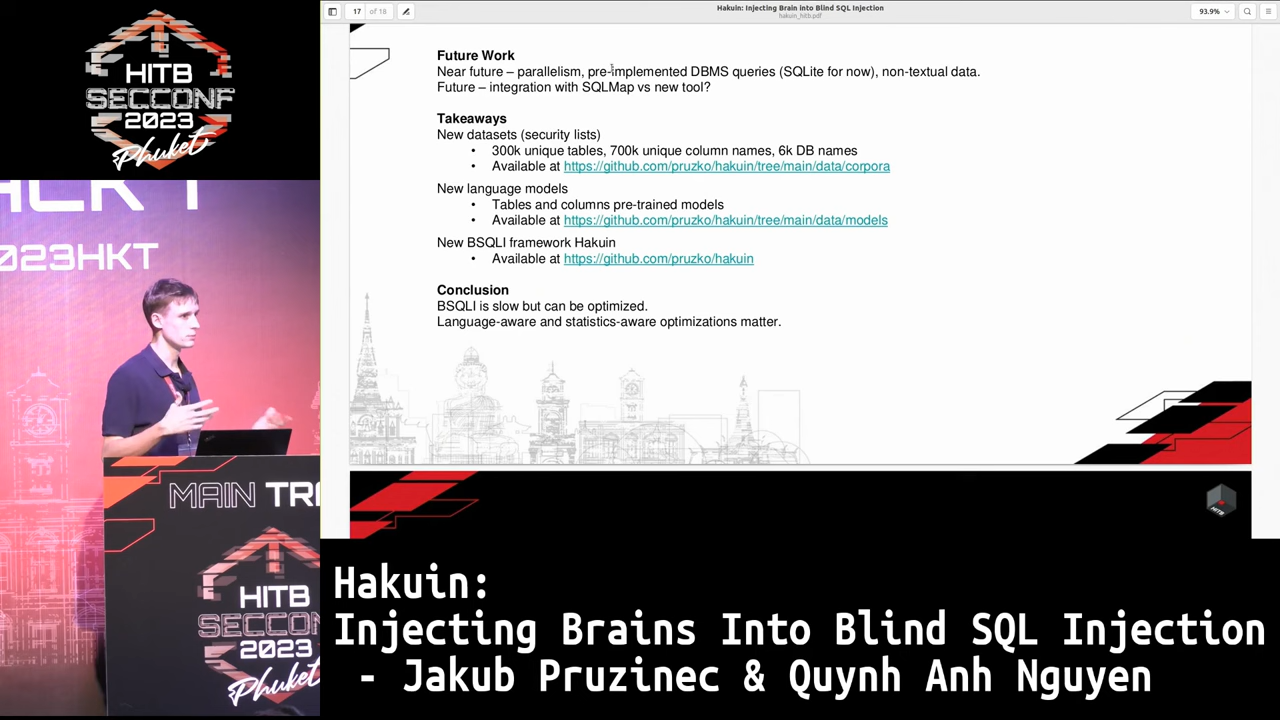 HITB
SECCONF
2023
Phuket
17 of 18
Hakuin: Injecting Brain into Blind SQL Injection
hakuin_hitb.pdf
93.9%
Future Work
Near future – parallelism, pre-implemented DBMS queries (SQLite for now), non-textual data.
Future – integration with SQLMap vs new tool?
Takeaways
New datasets (security lists)
• 300k unique tables, 700k unique column names, 6k DB names
• Available at https://github.com/pruzko/hakuin/tree/main/data/corpora
New language models
• Tables and columns pre-trained models
• Available at https://github.com/pruzko/hakuin/tree/main/data/models
New BSQLI framework Hakuin
• Available at https://github.com/pruzko/hakuin
Conclusion
BSQLI is slow but can be optimized.
Language-aware and statistics-aware optimizations matter.
HITB
023HKT
MAIN TRA
HITB
SECCON
2023
Phuket
Hakuin:
Injecting Brains Into Blind SQL Injection
- Jakub Pruzinec & Quynh Anh Nguyen